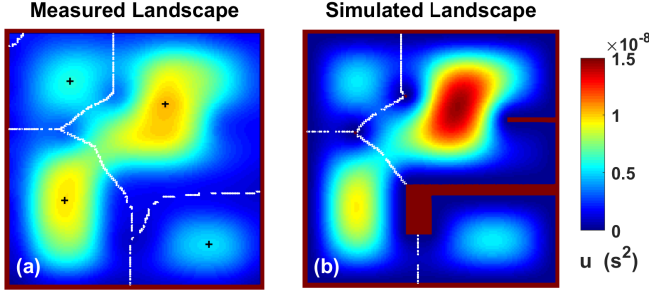 Measured Landscape
Simulated Landscape
(a)
(b)
×10⁻⁸
1.5
1
0.5
0
u (s²)